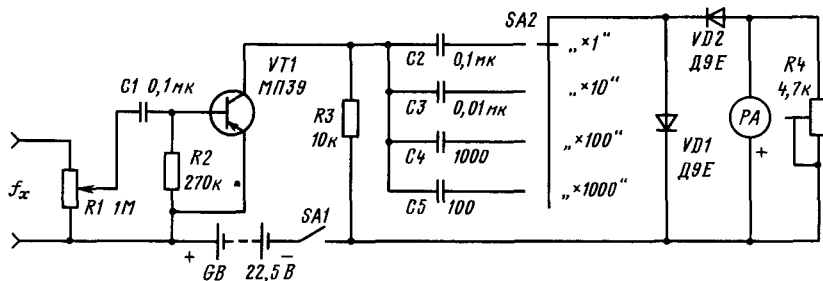 SA2
C2 0,1мк
„×1“
VD2
Д9Е
VT1
МП39
C1 0,1мк
C3 0,01мк
„×10“
R4
4,7к
R3
10к
VD1
Д9Е
PA
+
C4 1000
„×100“
R2
270к
fx
R1 1М
C5 100
„×1000“
SA1
+ −
GB 22,5 В